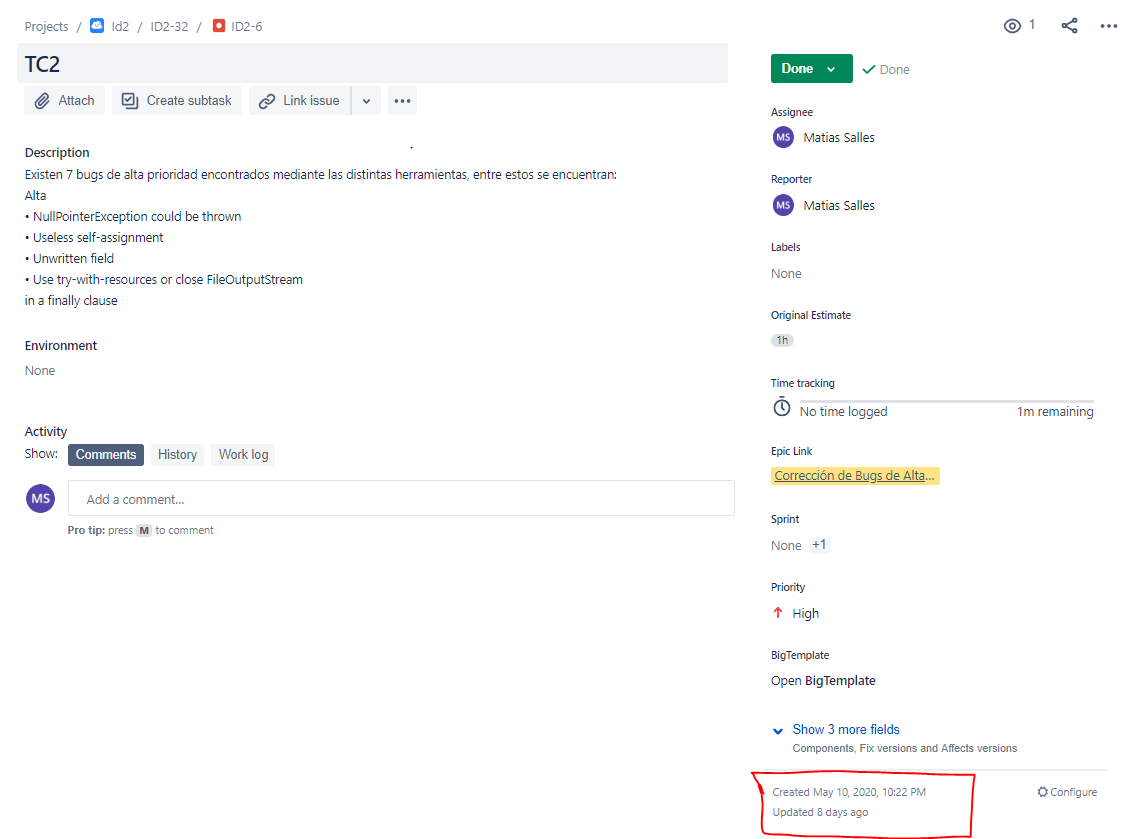 Projects / Id2 / ID2-32 / ID2-6
1
TC2
Attach
Create subtask
Link issue
Description
Existen 7 bugs de alta prioridad encontrados mediante las distintas herramientas, entre estos se encuentran:
Alta
• NullPointerException could be thrown
• Useless self-assignment
• Unwritten field
• Use try-with-resources or close FileOutputStream
in a finally clause
Environment
None
Activity
Show: Comments History Work log
MS Add a comment...
Pro tip: press M to comment
Done Done
Assignee
MS Matias Salles
Reporter
MS Matias Salles
Labels
None
Original Estimate
1h
Time tracking
No time logged 1m remaining
Epic Link
Corrección de Bugs de Alta...
Sprint
None +1
Priority
High
BigTemplate
Open BigTemplate
Show 3 more fields
Components, Fix versions and Affects versions
Created May 10, 2020, 10:22 PM Configure
Updated 8 days ago